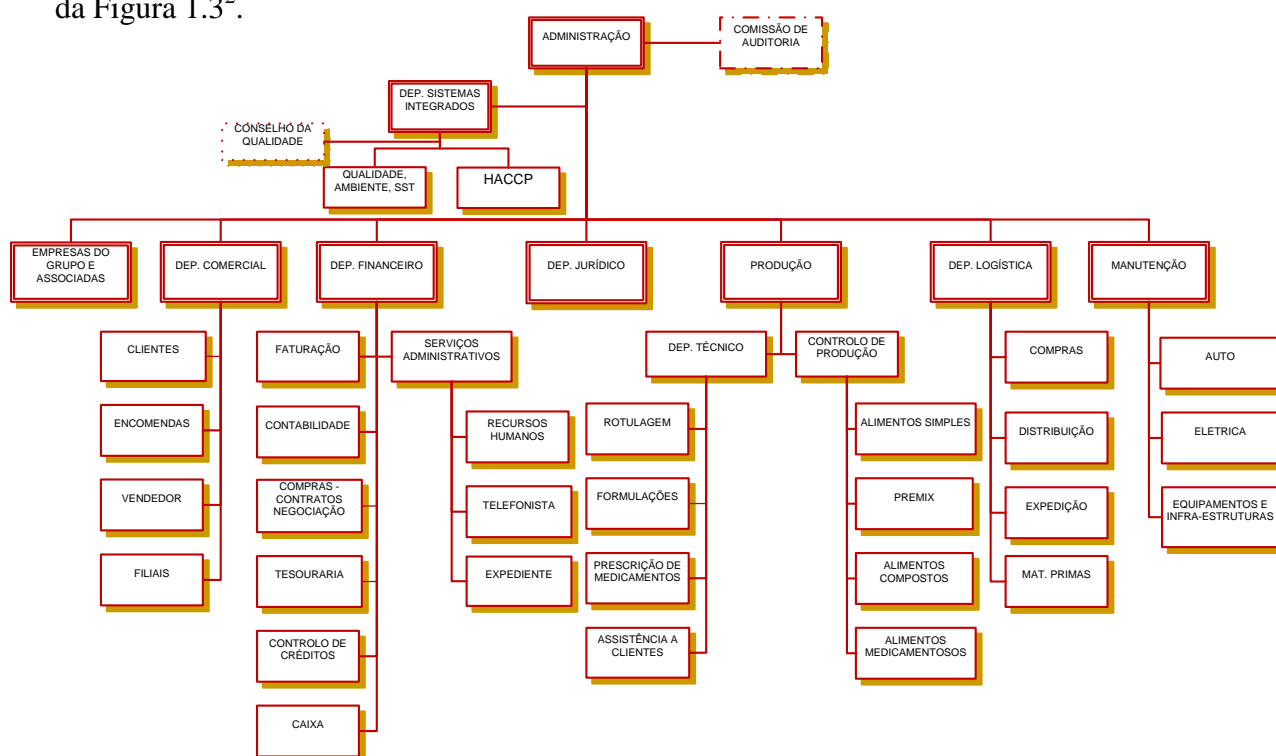 da Figura 1.3².
ADMINISTRAÇÃO
COMISSÃO DE
AUDITORIA
DEP. SISTEMAS
INTEGRADOS
CONSELHO DA
QUALIDADE
QUALIDADE,
AMBIENTE, SST
HACCP
EMPRESAS DO
GRUPO E
ASSOCIADAS
DEP. COMERCIAL
DEP. FINANCEIRO
DEP. JURÍDICO
PRODUÇÃO
DEP. LOGÍSTICA
MANUTENÇÃO
CLIENTES
ENCOMENDAS
VENDEDOR
FILIAIS
FATURAÇÃO
CONTABILIDADE
COMPRAS -
CONTRATOS
NEGOCIAÇÃO
TESOURARIA
CONTROLO DE
CRÉDITOS
CAIXA
SERVIÇOS
ADMINISTRATIVOS
RECURSOS
HUMANOS
TELEFONISTA
EXPEDIENTE
DEP. TÉCNICO
ROTULAGEM
FORMULAÇÕES
PRESCRIÇÃO DE
MEDICAMENTOS
ASSISTÊNCIA A
CLIENTES
CONTROLO DE
PRODUÇÃO
ALIMENTOS SIMPLES
PREMIX
ALIMENTOS
COMPOSTOS
ALIMENTOS
MEDICAMENTOSOS
COMPRAS
DISTRIBUIÇÃO
EXPEDIÇÃO
MAT. PRIMAS
AUTO
ELETRICA
EQUIPAMENTOS E
INFRA-ESTRUTURAS